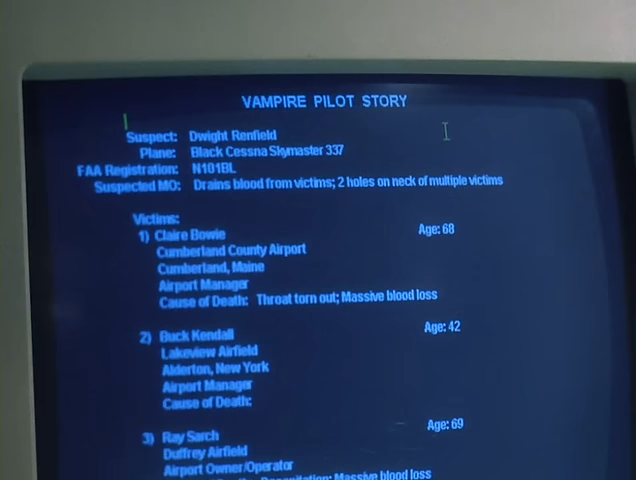 VAMPIRE PILOT STORY
Suspect: Dwight Renfield
Plane: Black Cessna Skymaster 337
FAA Registration: N101BL
Suspected MO: Drains blood from victims; 2 holes on neck of multiple victims
Victims:
1) Claire Bowie Age: 68
Cumberland County Airport
Cumberland, Maine
Airport Manager
Cause of Death: Throat torn out; Massive blood loss
2) Buck Kendall Age: 42
Lakeview Airfield
Alderton, New York
Airport Manager
Cause of Death:
3) Ray Sarch Age: 69
Duffrey Airfield
Airport Owner/Operator
Decapitation; Massive blood loss